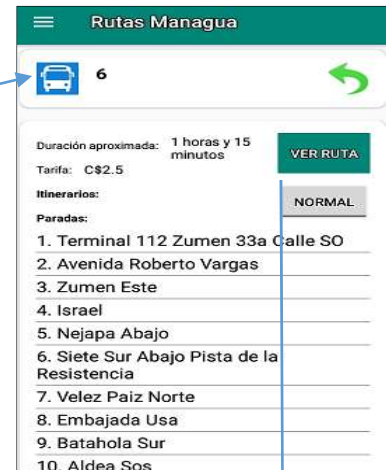 Rutas Managua
6
Duración aproximada: 1 horas y 15
minutos
VER RUTA
Tarifa: C$2.5
Itinerarios:
NORMAL
Paradas:
1. Terminal 112 Zumen 33a Calle SO
2. Avenida Roberto Vargas
3. Zumen Este
4. Israel
5. Nejapa Abajo
6. Siete Sur Abajo Pista de la
Resistencia
7. Velez Paiz Norte
8. Embajada Usa
9. Batahola Sur
10. Aldea Sos